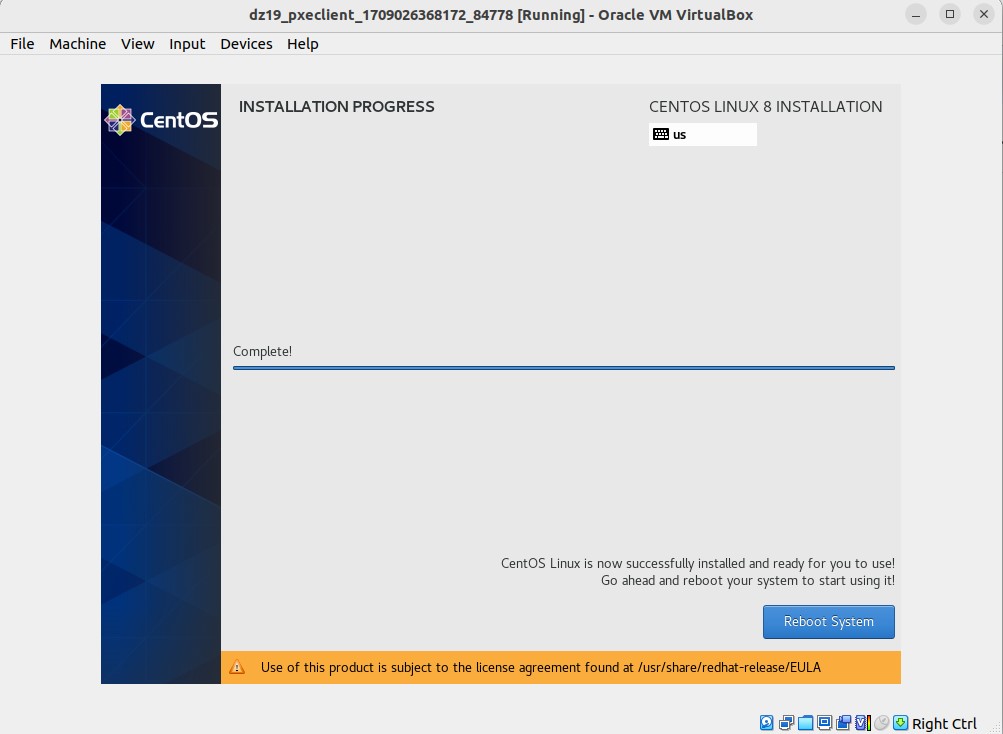 dz19_pxeclient_1709026368172_84778 [Running] - Oracle VM VirtualBox
File Machine View Input Devices Help
CentOS
INSTALLATION PROGRESS
CENTOS LINUX 8 INSTALLATION
us
Complete!
CentOS Linux is now successfully installed and ready for you to use!
Go ahead and reboot your system to start using it!
Reboot System
Use of this product is subject to the license agreement found at /usr/share/redhat-release/EULA
Right Ctrl